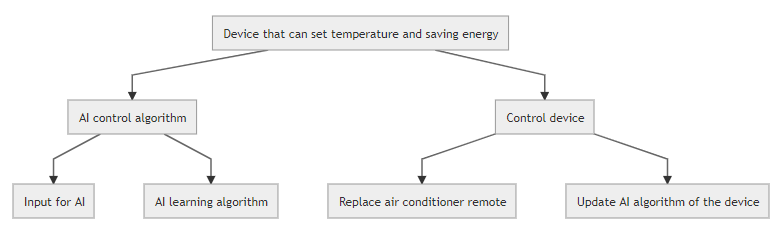 Device that can set temperature and saving energy
AI control algorithm
Control device
Input for AI
AI learning algorithm
Replace air conditioner remote
Update AI algorithm of the device